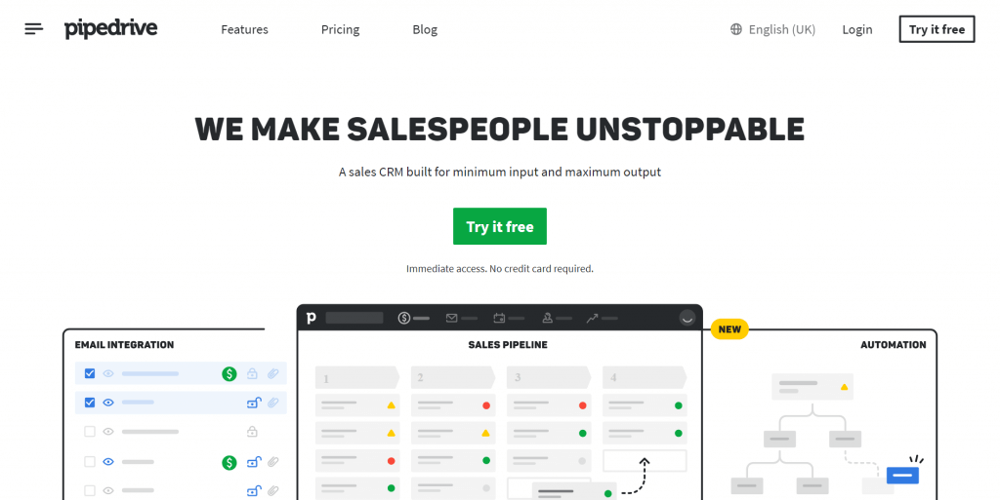 pipedrive
Features
Pricing
Blog
English (UK)
Login
Try it free
WE MAKE SALESPEOPLE UNSTOPPABLE
A sales CRM built for minimum input and maximum output
Try it free
Immediate access. No credit card required.
p
NEW
EMAIL INTEGRATION
SALES PIPELINE
AUTOMATION
1
2
3
4